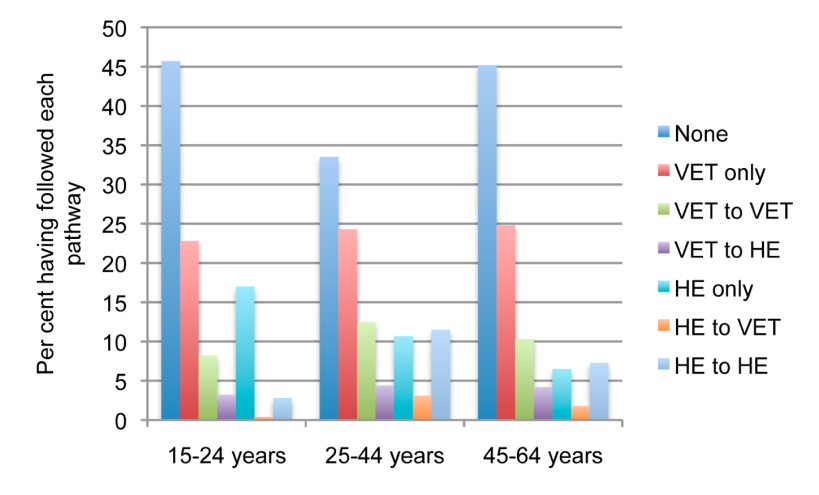 50
45
40
35
30
25
20
15
10
5
0
Per cent having followed each
pathway
15-24 years
25-44 years
45-64 years
None
VET only
VET to VET
VET to HE
HE only
HE to VET
HE to HE